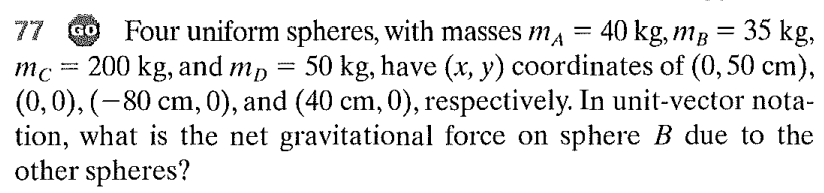 77 GO Four uniform spheres, with masses m_A = 40 kg, m_B = 35 kg,
m_C = 200 kg, and m_D = 50 kg, have (x, y) coordinates of (0, 50 cm),
(0, 0), (−80 cm, 0), and (40 cm, 0), respectively. In unit-vector nota-
tion, what is the net gravitational force on sphere B due to the
other spheres?